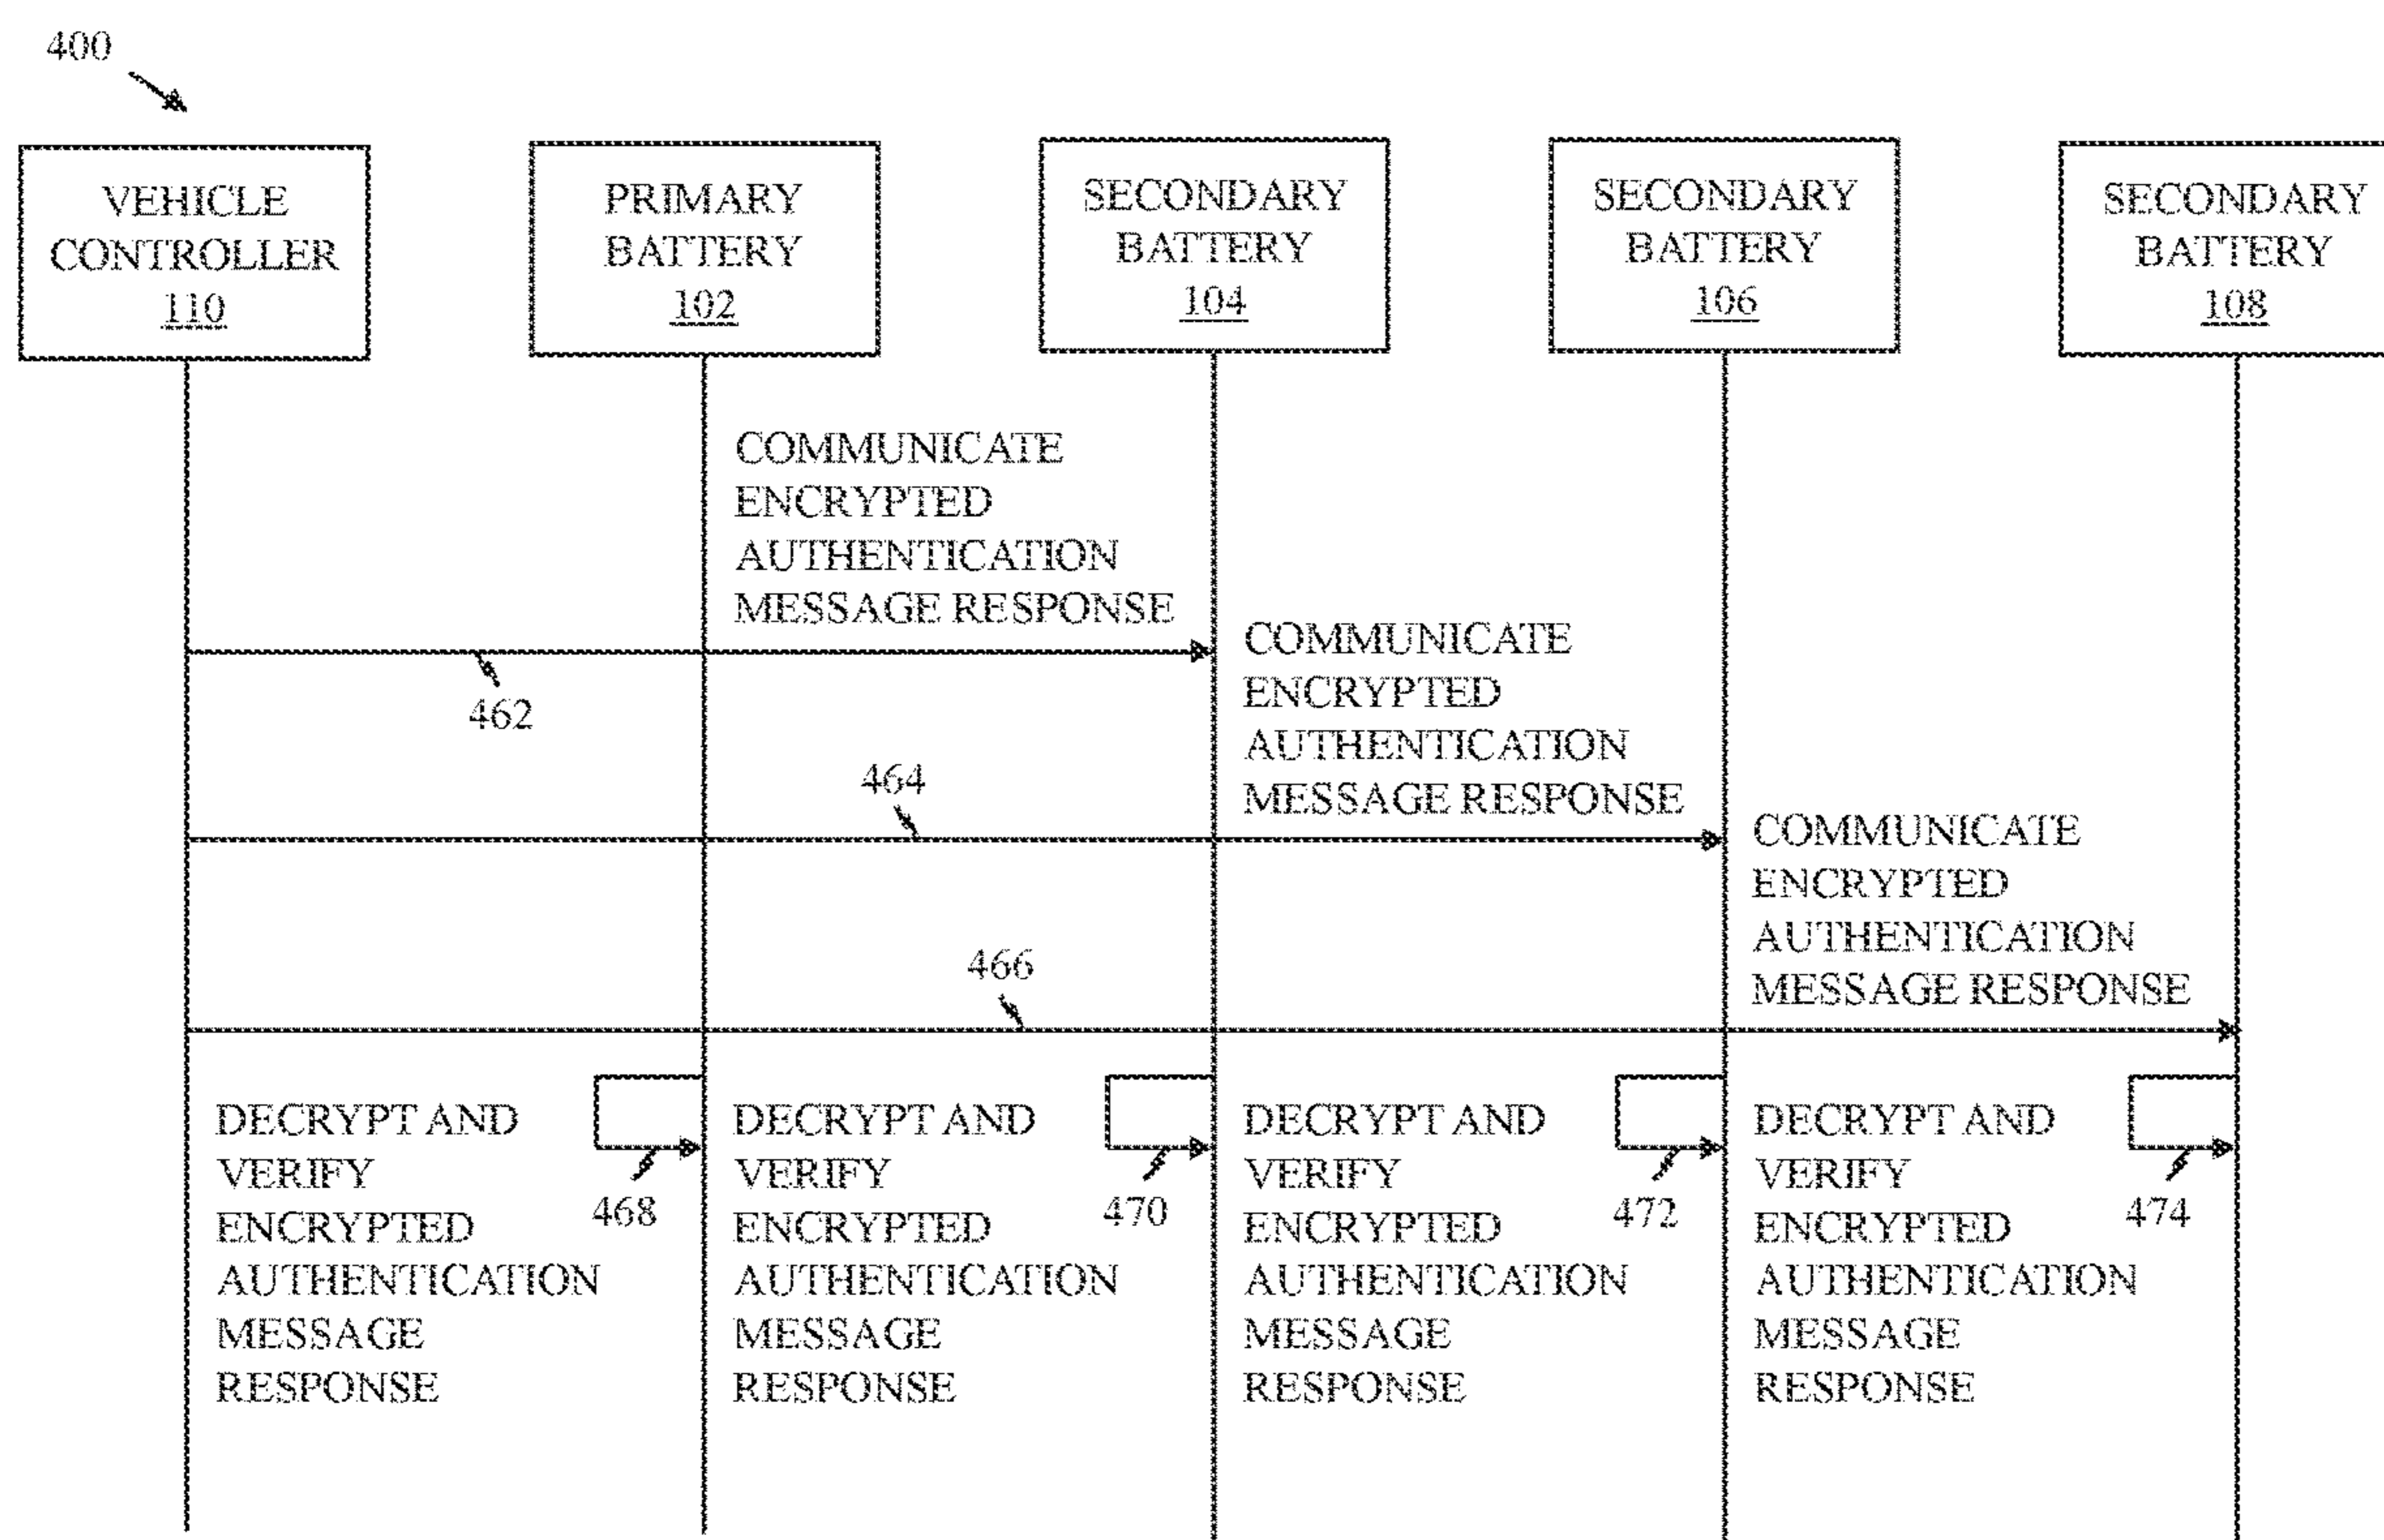 400
VEHICLE
CONTROLLER
110
PRIMARY
BATTERY
102
SECONDARY
BATTERY
104
SECONDARY
BATTERY
106
SECONDARY
BATTERY
108
COMMUNICATE
ENCRYPTED
AUTHENTICATION
MESSAGE RESPONSE
462
COMMUNICATE
ENCRYPTED
AUTHENTICATION
MESSAGE RESPONSE
464
COMMUNICATE
ENCRYPTED
AUTHENTICATION
MESSAGE RESPONSE
466
DECRYPT AND
VERIFY
ENCRYPTED
AUTHENTICATION
MESSAGE
RESPONSE
468
DECRYPT AND
VERIFY
ENCRYPTED
AUTHENTICATION
MESSAGE
RESPONSE
470
DECRYPT AND
VERIFY
ENCRYPTED
AUTHENTICATION
MESSAGE
RESPONSE
472
DECRYPT AND
VERIFY
ENCRYPTED
AUTHENTICATION
MESSAGE
RESPONSE
474